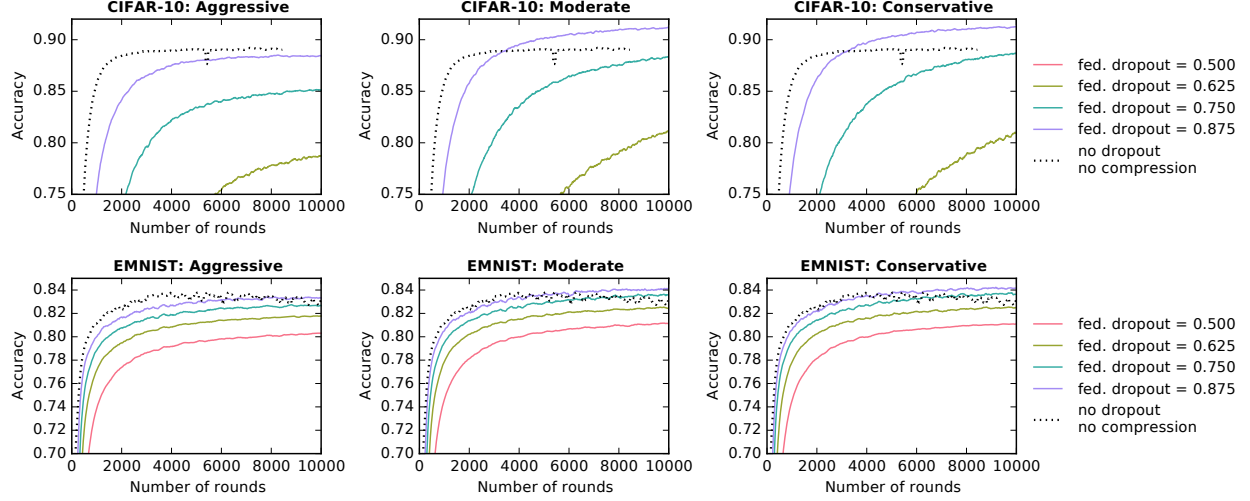 CIFAR-10: Aggressive
0.90
0.85
0.80
0.75
Accuracy
0 2000 4000 6000 8000 10000
Number of rounds
CIFAR-10: Moderate
0.90
0.85
0.80
0.75
Accuracy
0 2000 4000 6000 8000 10000
Number of rounds
CIFAR-10: Conservative
0.90
0.85
0.80
0.75
Accuracy
0 2000 4000 6000 8000 10000
Number of rounds
fed. dropout = 0.500
fed. dropout = 0.625
fed. dropout = 0.750
fed. dropout = 0.875
no dropout
no compression
EMNIST: Aggressive
0.84
0.82
0.80
0.78
0.76
0.74
0.72
0.70
Accuracy
0 2000 4000 6000 8000 10000
Number of rounds
EMNIST: Moderate
0.84
0.82
0.80
0.78
0.76
0.74
0.72
0.70
Accuracy
0 2000 4000 6000 8000 10000
Number of rounds
EMNIST: Conservative
0.84
0.82
0.80
0.78
0.76
0.74
0.72
0.70
Accuracy
0 2000 4000 6000 8000 10000
Number of rounds
fed. dropout = 0.500
fed. dropout = 0.625
fed. dropout = 0.750
fed. dropout = 0.875
no dropout
no compression